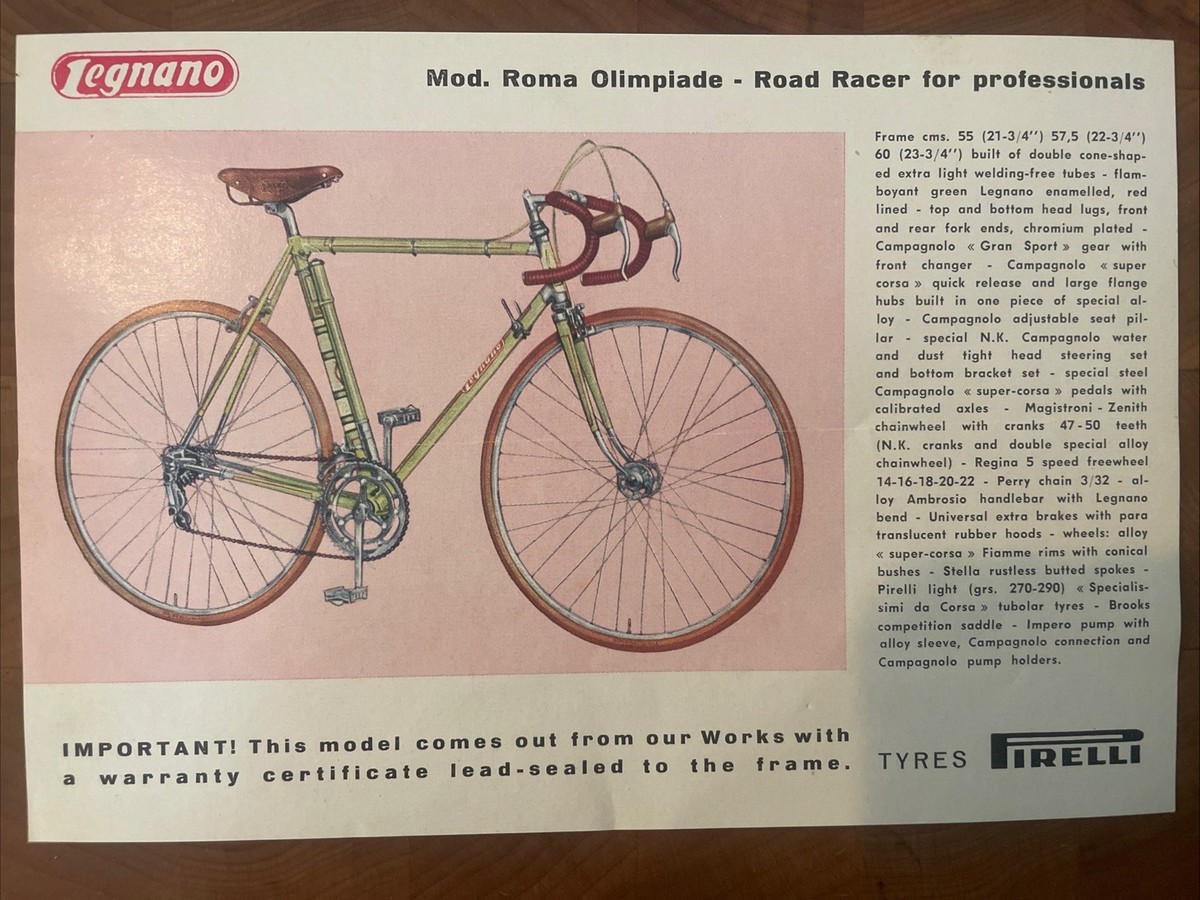 Legnano
Mod. Roma Olimpiade - Road Racer for professionals
Legnano
Frame cms. 55 (21-3/4'') 57,5 (22-3/4'')
60 (23-3/4'') built of double cone-shap-
ed extra light welding-free tubes - flam-
boyant green Legnano enamelled, red
lined - top and bottom head lugs, front
and rear fork ends, chromium plated -
Campagnolo « Gran Sport » gear with
front changer - Campagnolo « super
corsa » quick release and large flange
hubs built in one piece of special al-
loy - Campagnolo adjustable seat pil-
lar - special N.K. Campagnolo water
and dust tight head steering set
and bottom bracket set - special steel
Campagnolo « super-corsa » pedals with
calibrated axles - Magistroni - Zenith
chainwheel with cranks 47-50 teeth
(N.K. cranks and double special alloy
chainwheel) - Regina 5 speed freewheel
14-16-18-20-22 - Perry chain 3/32 - al-
loy Ambrosio handlebar with Legnano
bend - Universal extra brakes with para
translucent rubber hoods - wheels: alloy
« super-corsa » Fiamme rims with conical
bushes - Stella rustless butted spokes -
Pirelli light (grs. 270-290) « Specialis-
simi da Corsa » tubolar tyres - Brooks
competition saddle - Impero pump with
alloy sleeve, Campagnolo connection and
Campagnolo pump holders.
IMPORTANT! This model comes out from our Works with
a warranty certificate lead-sealed to the frame.
TYRES PIRELLI